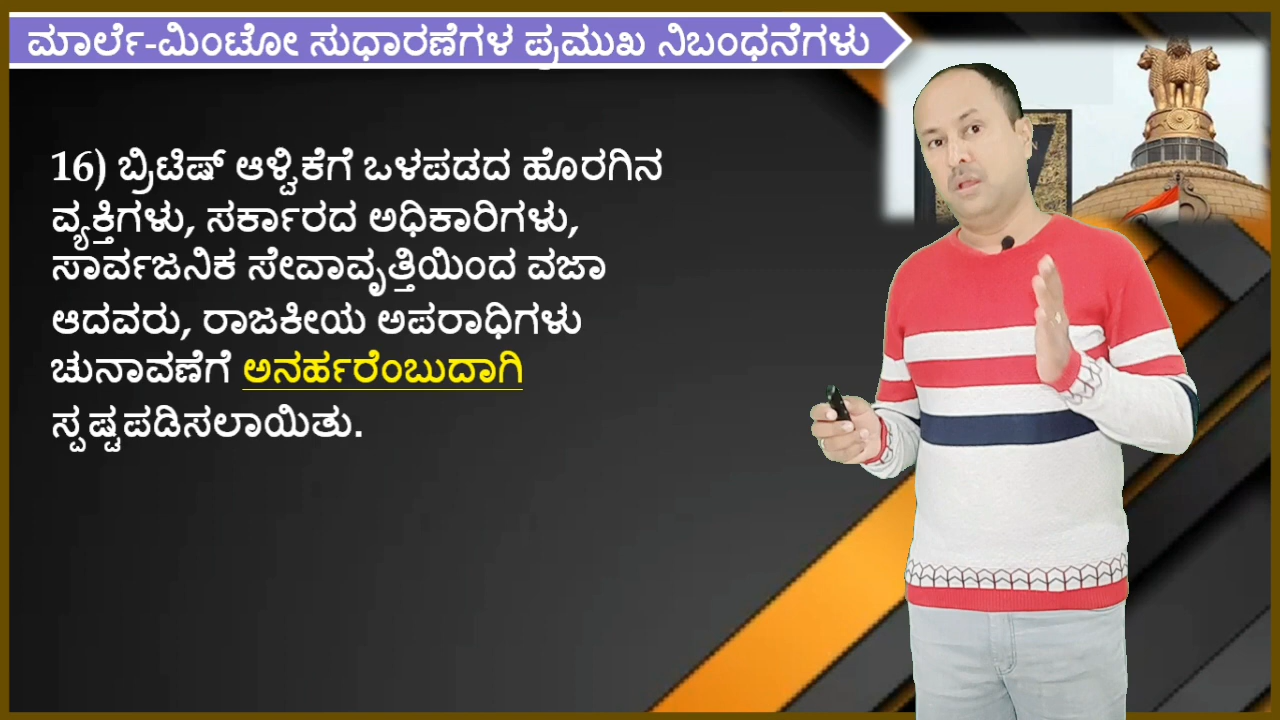 ಮಾರ್ಲೆ-ಮಿಂಟೋ ಸುಧಾರಣೆಗಳ ಪ್ರಮುಖ ನಿಬಂಧನೆಗಳು
16) ಬ್ರಿಟಿಷ್ ಆಳ್ವಿಕೆಗೆ ಒಳಪಡದ ಹೊರಗಿನ
ವ್ಯಕ್ತಿಗಳು, ಸರ್ಕಾರದ ಅಧಿಕಾರಿಗಳು,
ಸಾರ್ವಜನಿಕ ಸೇವಾವೃತ್ತಿಯಿಂದ ವಜಾ
ಆದವರು, ರಾಜಕೀಯ ಅಪರಾಧಿಗಳು
ಚುನಾವಣೆಗೆ ಅನರ್ಹರೆಂಬುದಾಗಿ
ಸ್ಪಷ್ಟಪಡಿಸಲಾಯಿತು.